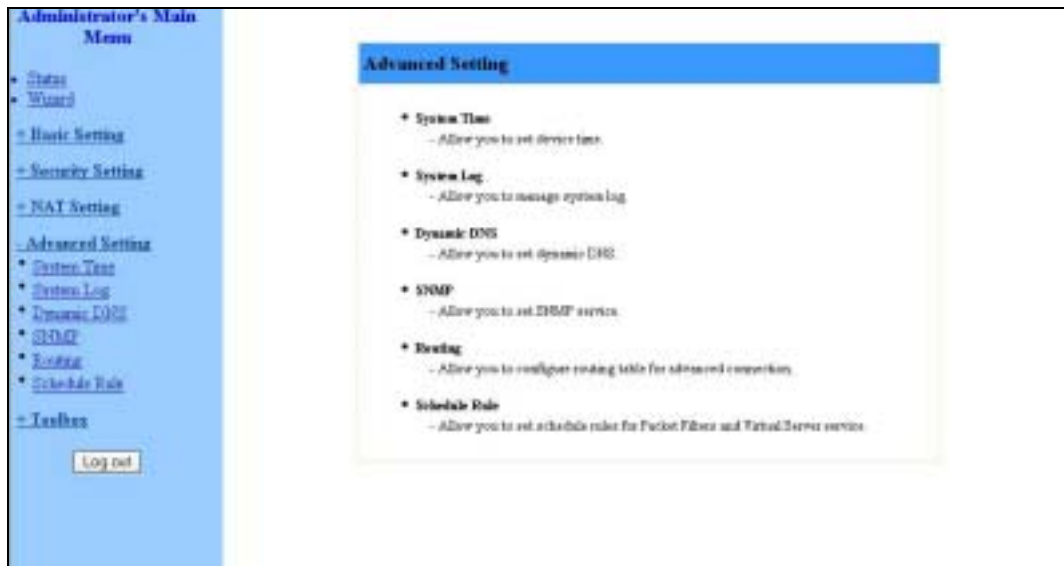 Administrator's Main
Menu
Status
Wizard
+ Basic Setting
+ Security Setting
+ NAT Setting
- Advanced Setting
System Time
System Log
Dynamic DNS
SNMP
Routing
Schedule Rule
+ Toolbox
Log out
Advanced Setting
System Time
- Allow you to set device time.
System Log
- Allow you to manage system log.
Dynamic DNS
- Allow you to set dynamic DNS.
SNMP
- Allow you to set SNMP service.
Routing
- Allow you to configure routing table for advanced connection.
Schedule Rule
- Allow you to set schedule rules for Packet Filters and Virtual Server service.